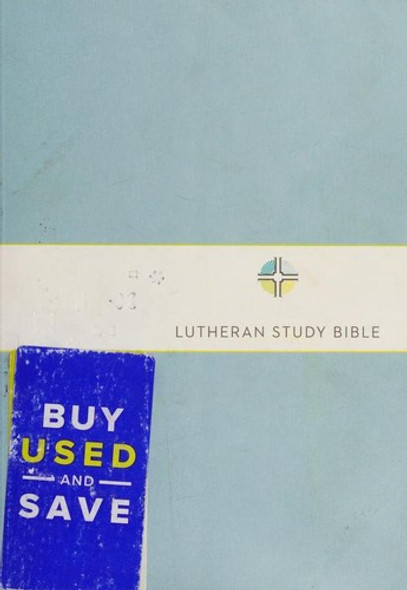 LUTHERAN STUDY BIBLE
BUY
USED
AND
SAVE